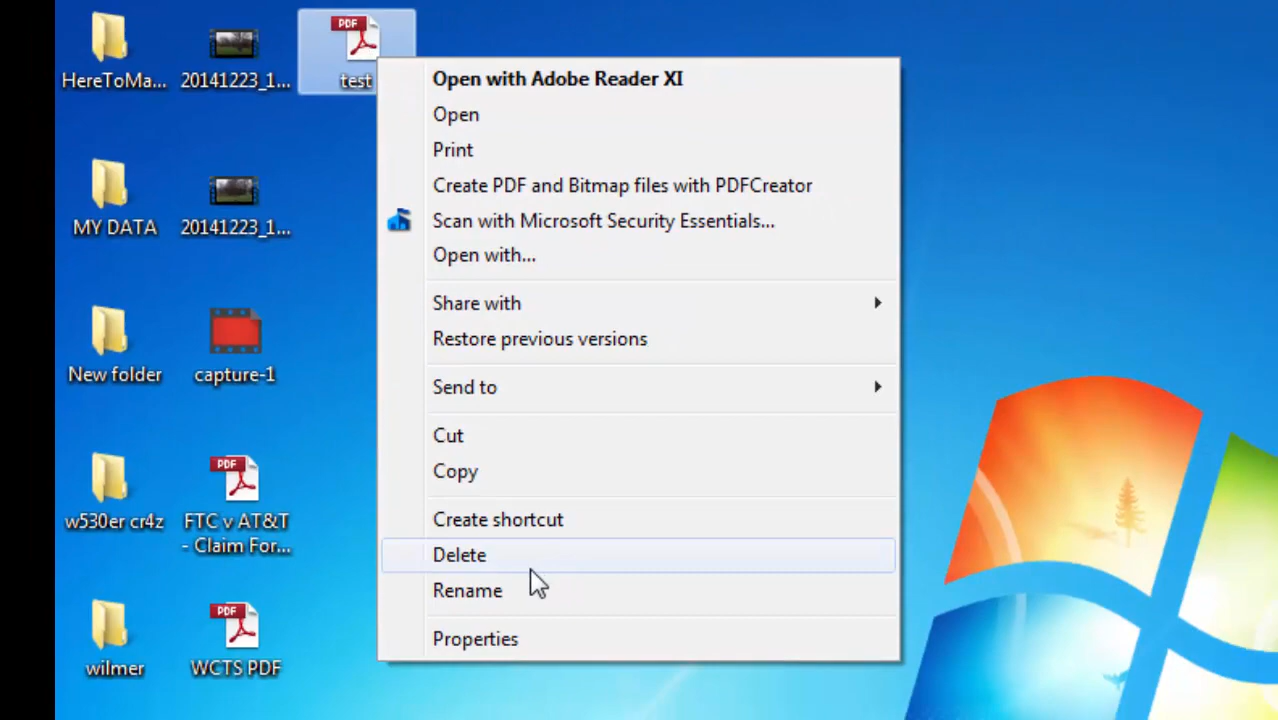 HereToMa...
20141223_1...
PDF
test
MY DATA
20141223_1...
New folder
capture-1
w530er cr4z
PDF
FTC v AT&T
- Claim For...
wilmer
PDF
WCTS PDF
Open with Adobe Reader XI
Open
Print
Create PDF and Bitmap files with PDFCreator
Scan with Microsoft Security Essentials...
Open with...
Share with
Restore previous versions
Send to
Cut
Copy
Create shortcut
Delete
Rename
Properties